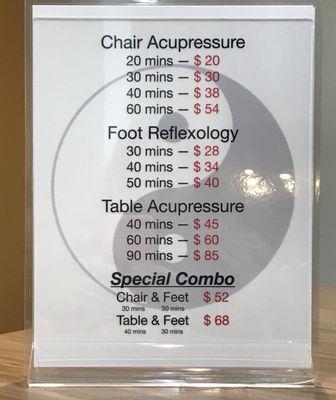 Chair Acupressure
20 mins — $ 20
30 mins — $ 30
40 mins — $ 38
60 mins — $ 54
Foot Reflexology
30 mins — $ 28
40 mins — $ 34
50 mins — $ 40
Table Acupressure
40 mins — $ 45
60 mins — $ 60
90 mins — $ 85
Special Combo
Chair & Feet $ 52
30 mins 30 mins
Table & Feet $ 68
40 mins 30 mins